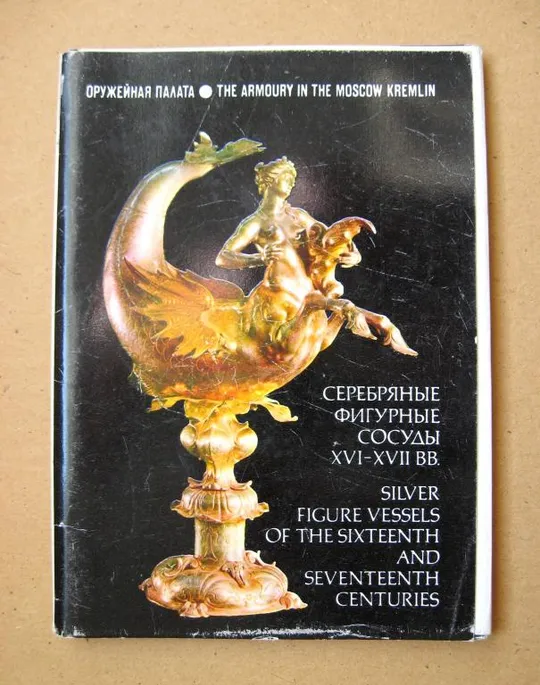 ОРУЖЕЙНАЯ ПАЛАТА ● THE ARMOURY IN THE MOSCOW KREMLIN
СЕРЕБРЯНЫЕ
ФИГУРНЫЕ
СОСУДЫ
XVI–XVII ВВ.
SILVER
FIGURE VESSELS
OF THE SIXTEENTH
AND
SEVENTEENTH
CENTURIES